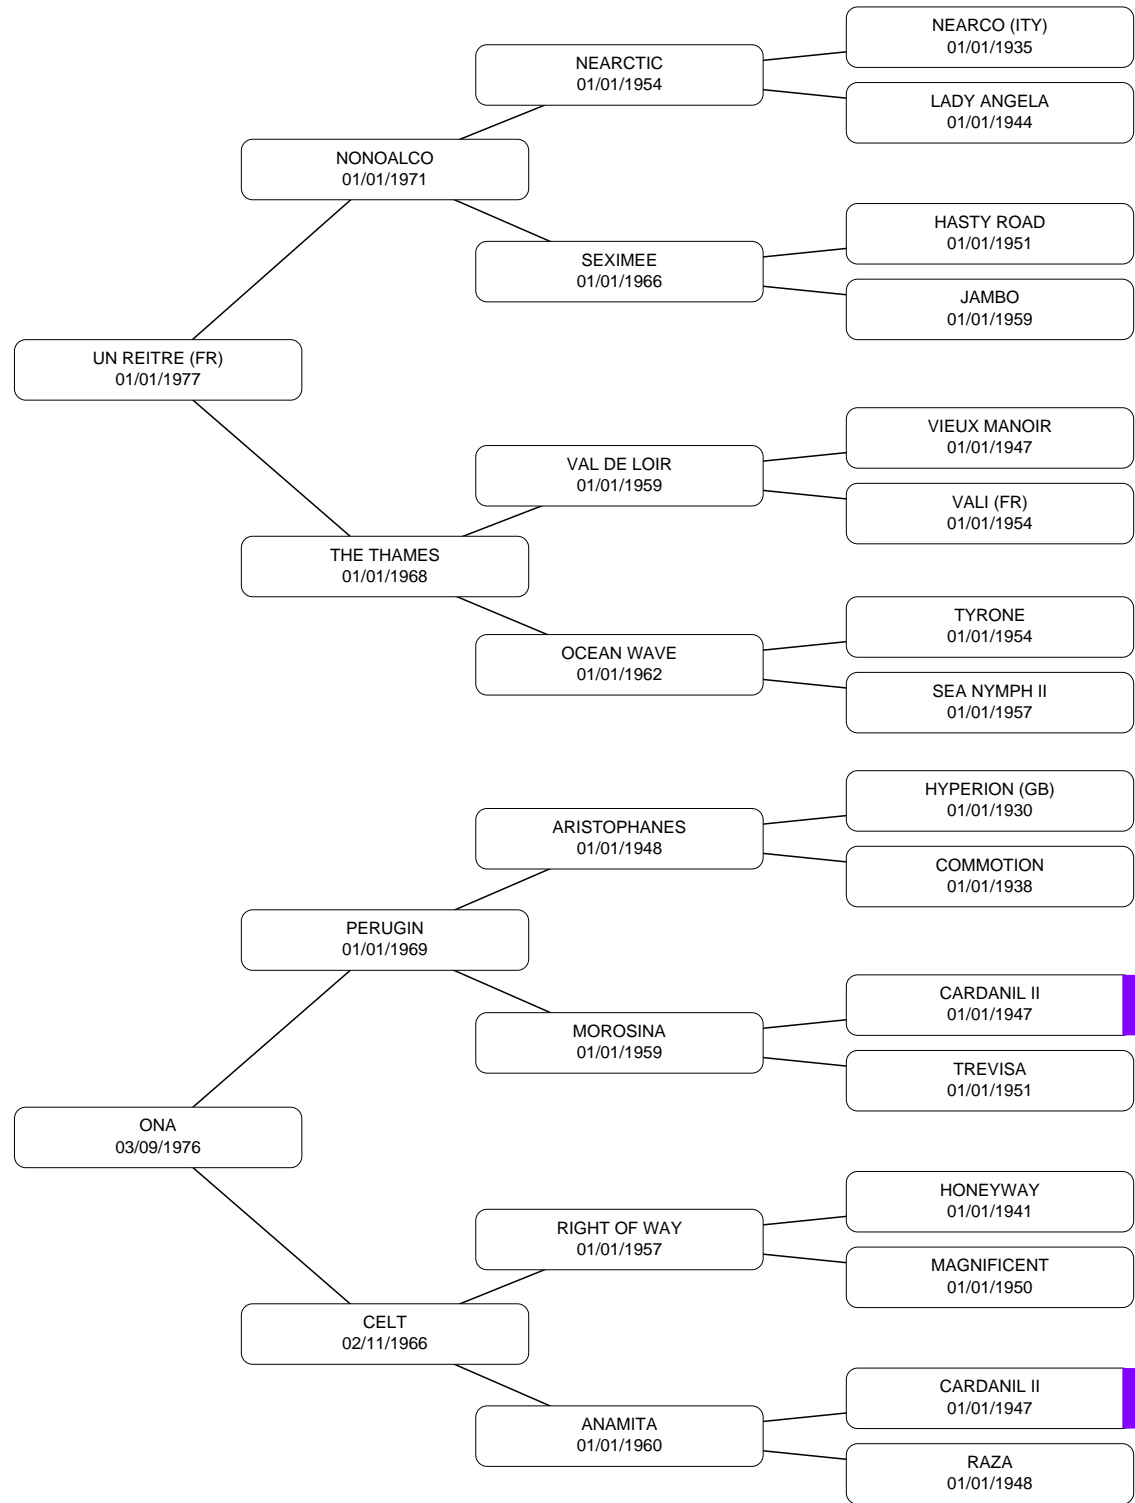 NEARCO (ITY)
01/01/1935
NEARCTIC
01/01/1954
LADY ANGELA
01/01/1944
NONOALCO
01/01/1971
HASTY ROAD
01/01/1951
SEXIMEE
01/01/1966
JAMBO
01/01/1959
UN REITRE (FR)
01/01/1977
VIEUX MANOIR
01/01/1947
VAL DE LOIR
01/01/1959
VALI (FR)
01/01/1954
THE THAMES
01/01/1968
TYRONE
01/01/1954
OCEAN WAVE
01/01/1962
SEA NYMPH II
01/01/1957
HYPERION (GB)
01/01/1930
ARISTOPHANES
01/01/1948
COMMOTION
01/01/1938
PERUGIN
01/01/1969
CARDANIL II
01/01/1947
MOROSINA
01/01/1959
TREVISA
01/01/1951
ONA
03/09/1976
HONEYWAY
01/01/1941
RIGHT OF WAY
01/01/1957
MAGNIFICENT
01/01/1950
CELT
02/11/1966
CARDANIL II
01/01/1947
ANAMITA
01/01/1960
RAZA
01/01/1948